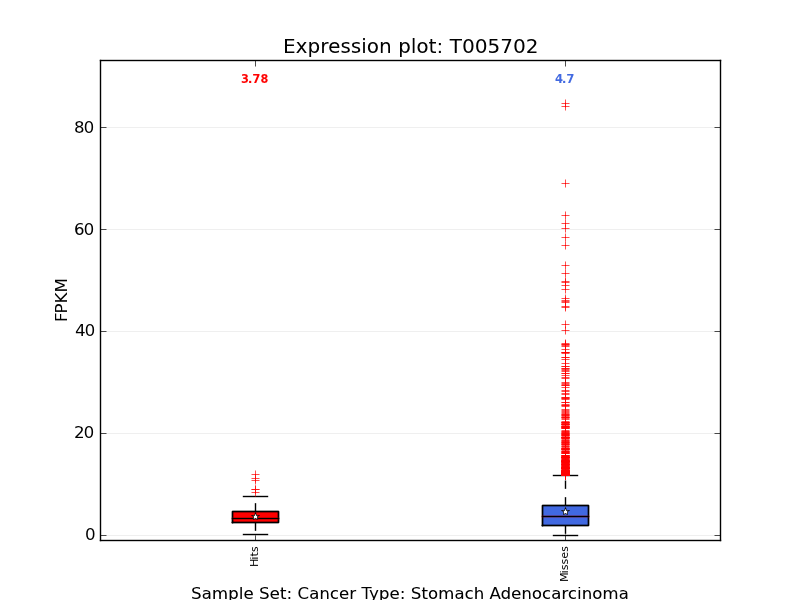 Expression plot: T005702
3.78
4.7
80
60
40
20
0
FPKM
Hits
Misses
Sample Set: Cancer Type: Stomach Adenocarcinoma